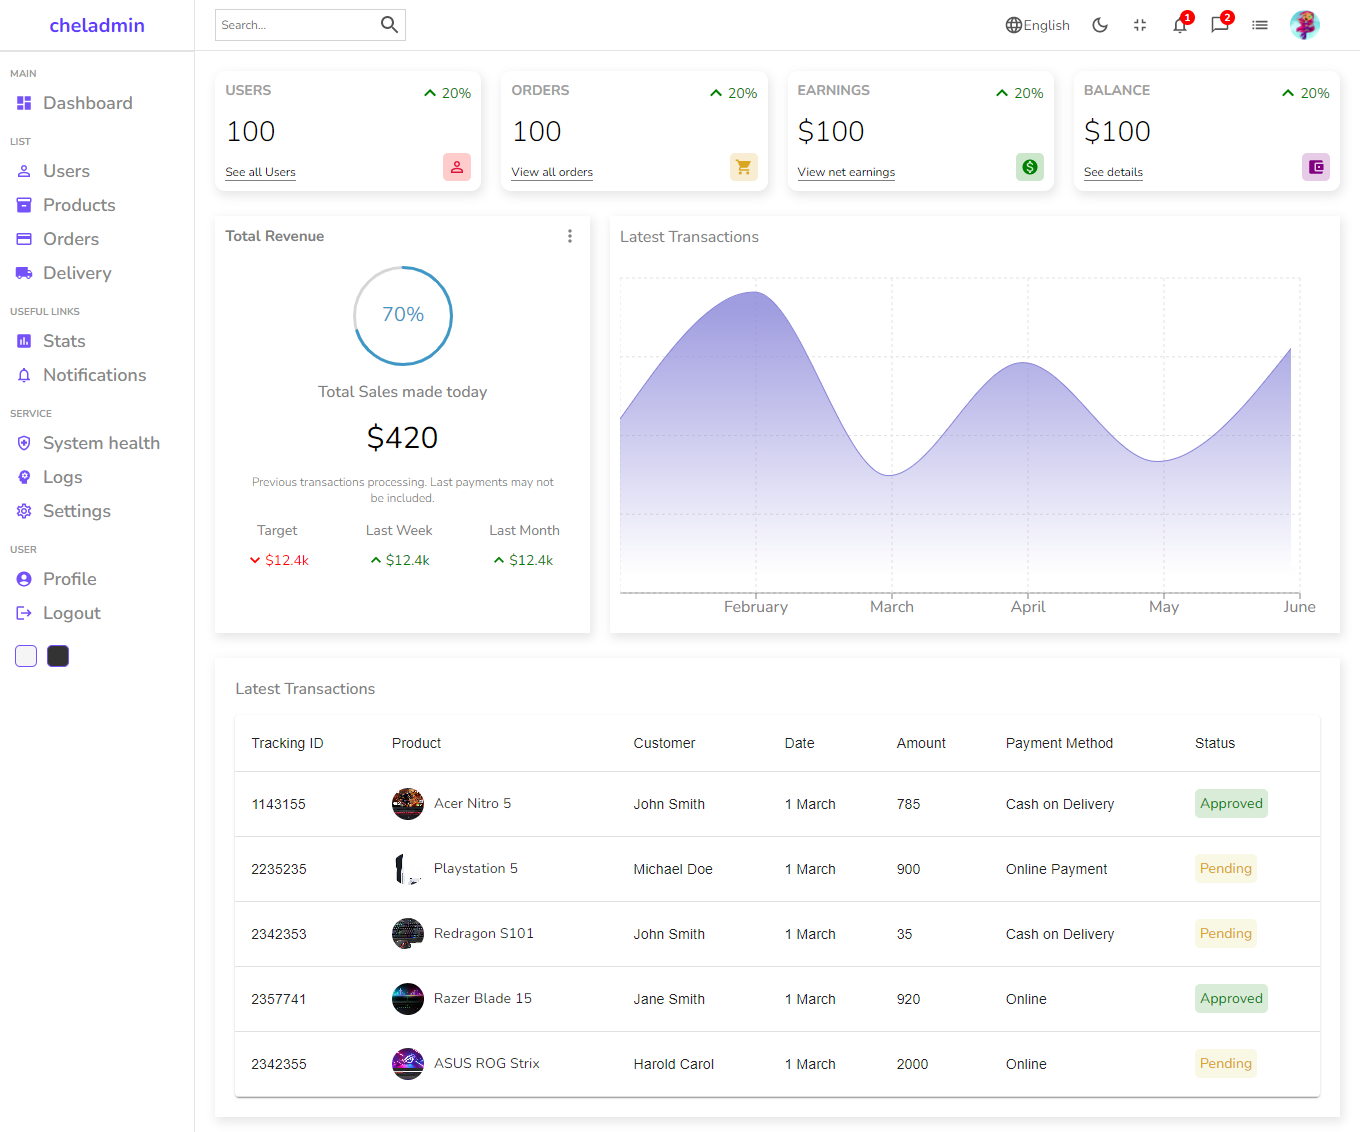 cheladmin
Search...
English
1
2
MAIN
Dashboard
LIST
Users
Products
Orders
Delivery
USEFUL LINKS
Stats
Notifications
SERVICE
System health
Logs
Settings
USER
Profile
Logout
USERS
20%
100
See all Users
ORDERS
20%
100
View all orders
EARNINGS
20%
$100
View net earnings
BALANCE
20%
$100
See details
Total Revenue
70%
Total Sales made today
$420
Previous transactions processing. Last payments may not
be included.
Target Last Week Last Month
$12.4k $12.4k $12.4k
Latest Transactions
February March April May June
Latest Transactions
Tracking ID Product Customer Date Amount Payment Method Status
1143155 Acer Nitro 5 John Smith 1 March 785 Cash on Delivery Approved
2235235 Playstation 5 Michael Doe 1 March 900 Online Payment Pending
2342353 Redragon S101 John Smith 1 March 35 Cash on Delivery Pending
2357741 Razer Blade 15 Jane Smith 1 March 920 Online Approved
2342355 ASUS ROG Strix Harold Carol 1 March 2000 Online Pending